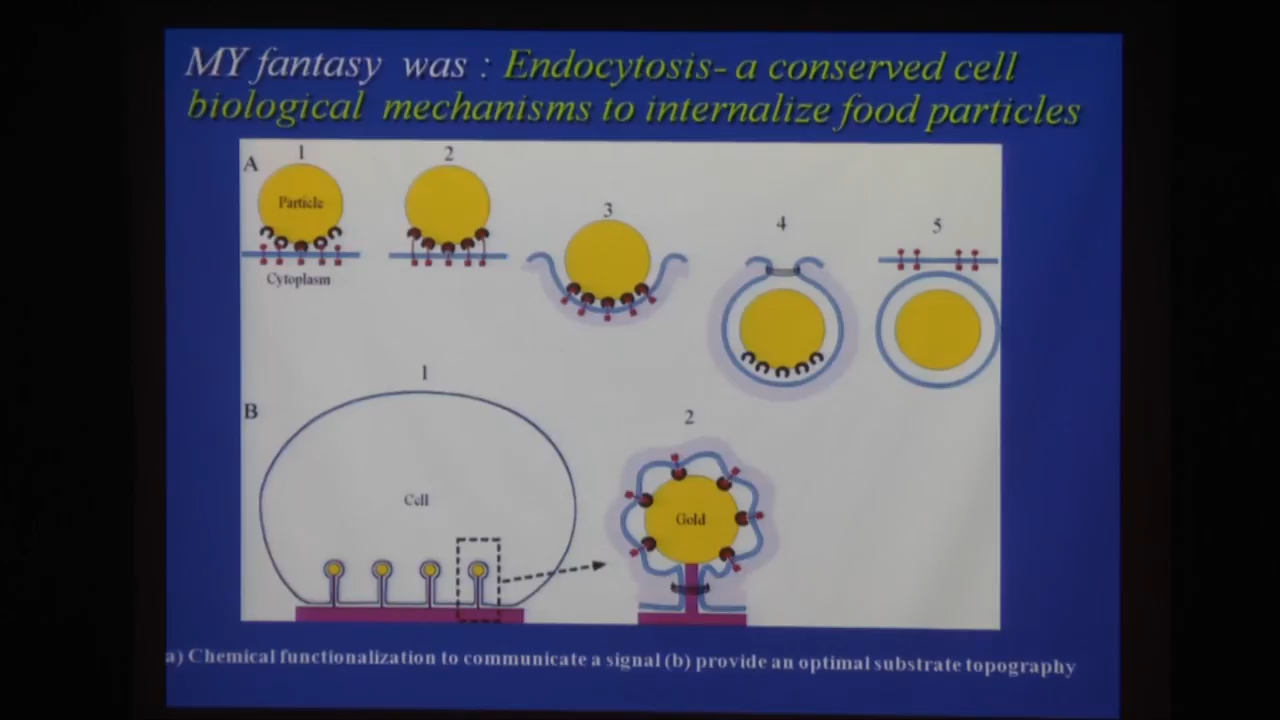 MY fantasy was : Endocytosis- a conserved cell
biological mechanisms to internalize food particles
A
1
2
3
4
5
Particle
Cytoplasm
B
1
2
Cell
Gold
a) Chemical functionalization to communicate a signal (b) provide an optimal substrate topography